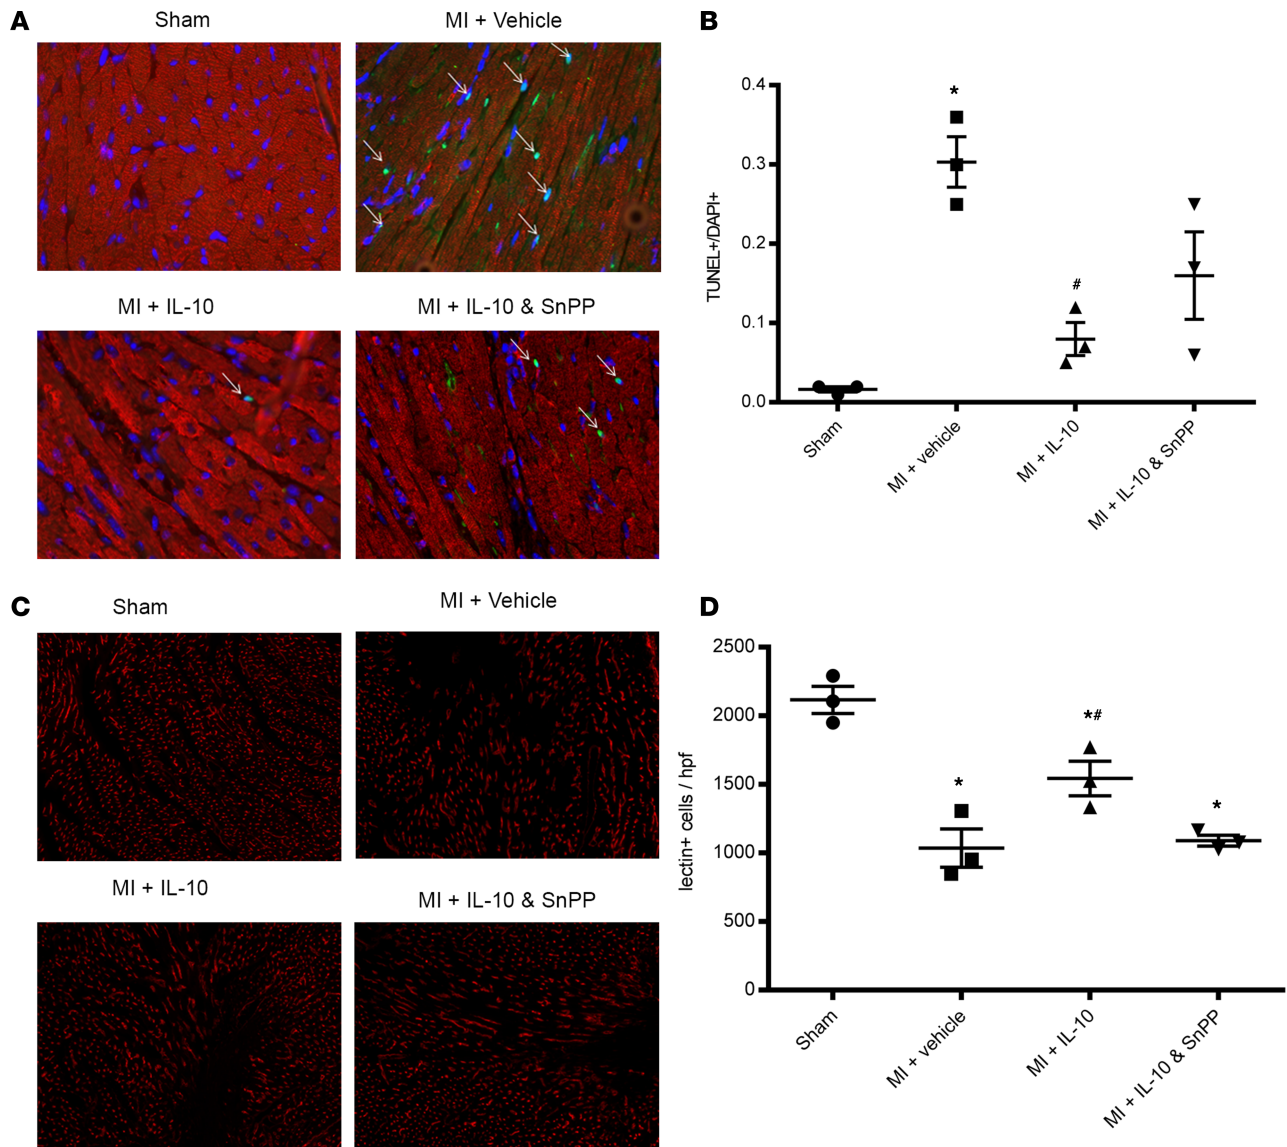 A
Sham
MI + Vehicle
MI + IL-10
MI + IL-10 & SnPP
B
TUNEL+/DAPI+
0.4
0.3
0.2
0.1
0.0
*
#
Sham
MI + vehicle
MI + IL-10
MI + IL-10 & SnPP
C
Sham
MI + Vehicle
MI + IL-10
MI + IL-10 & SnPP
D
lectin+ cells / hpf
2500
2000
1500
1000
500
0
*
*#
*
Sham
MI + vehicle
MI + IL-10
MI + IL-10 & SnPP